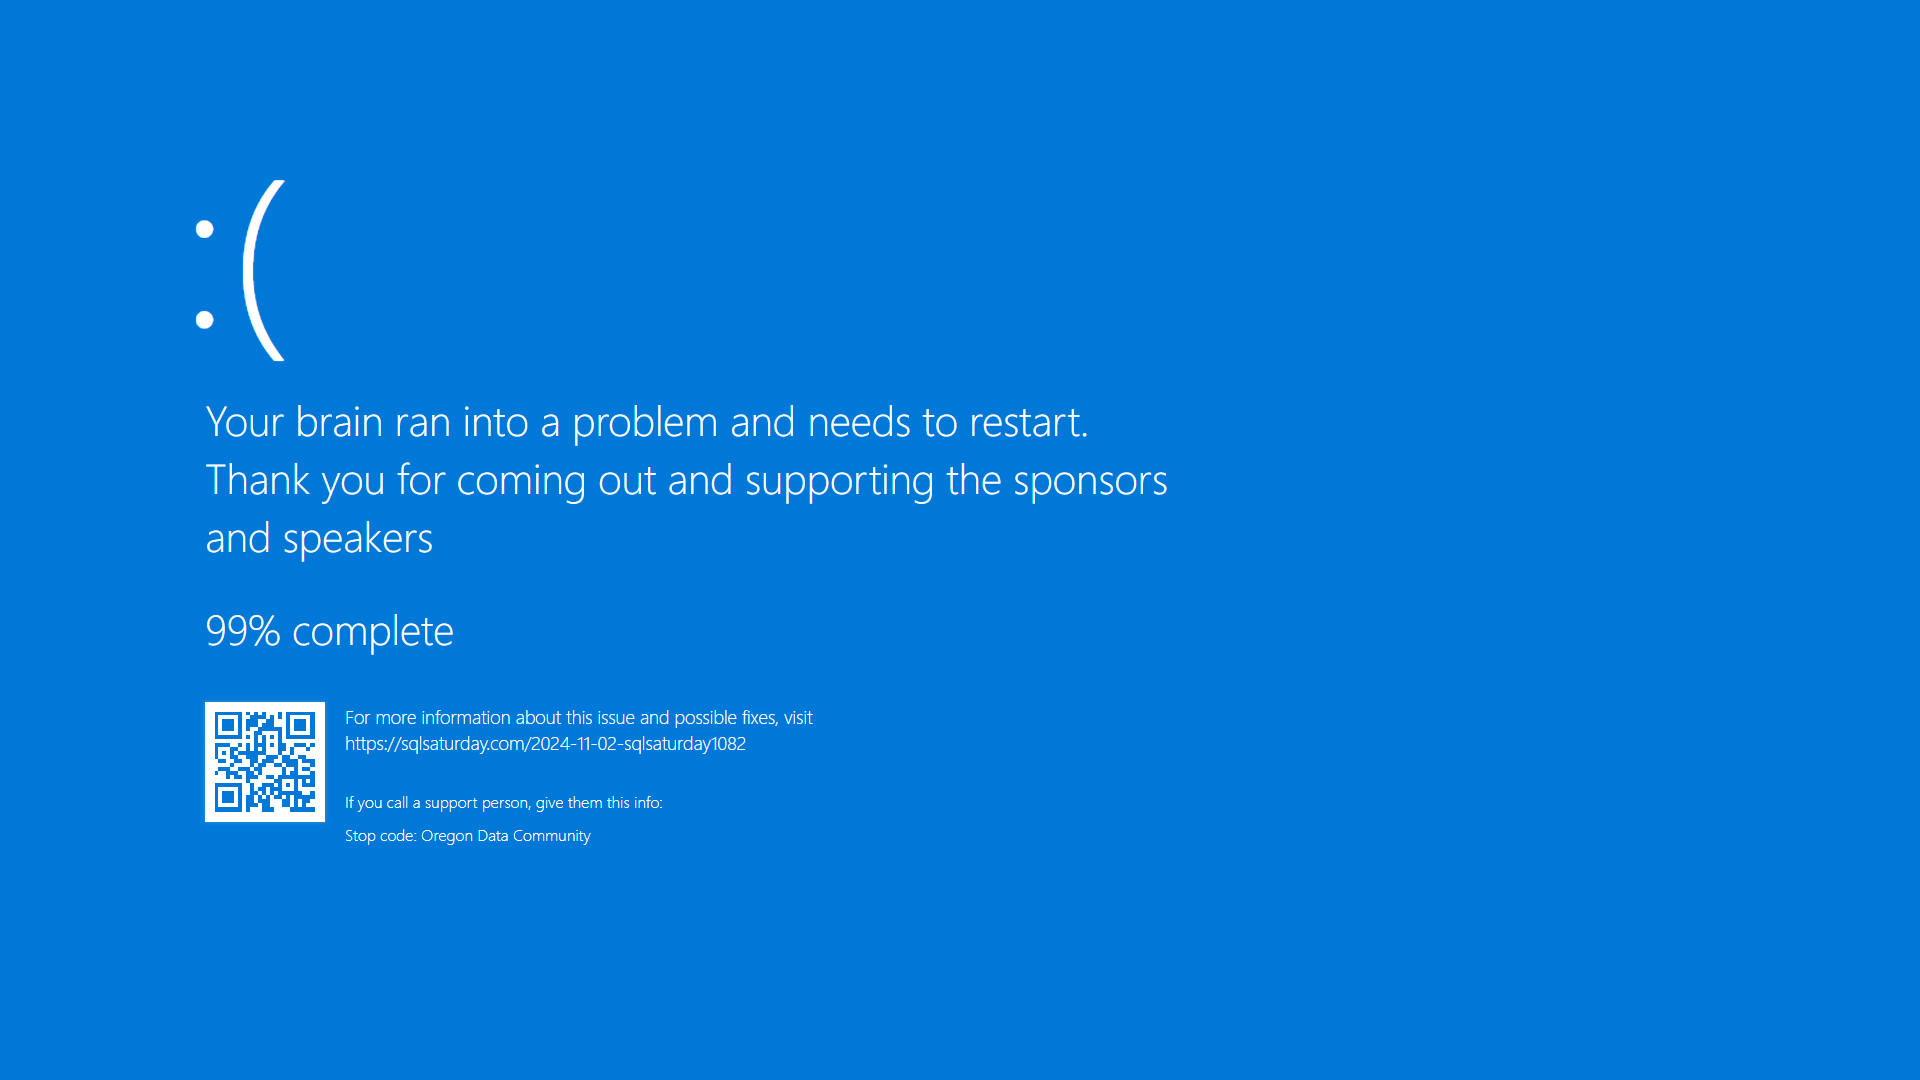 :(
Your brain ran into a problem and needs to restart.
Thank you for coming out and supporting the sponsors
and speakers
99% complete
For more information about this issue and possible fixes, visit
https://sqlsaturday.com/2024-11-02-sqlsaturday1082
If you call a support person, give them this info:
Stop code: Oregon Data Community